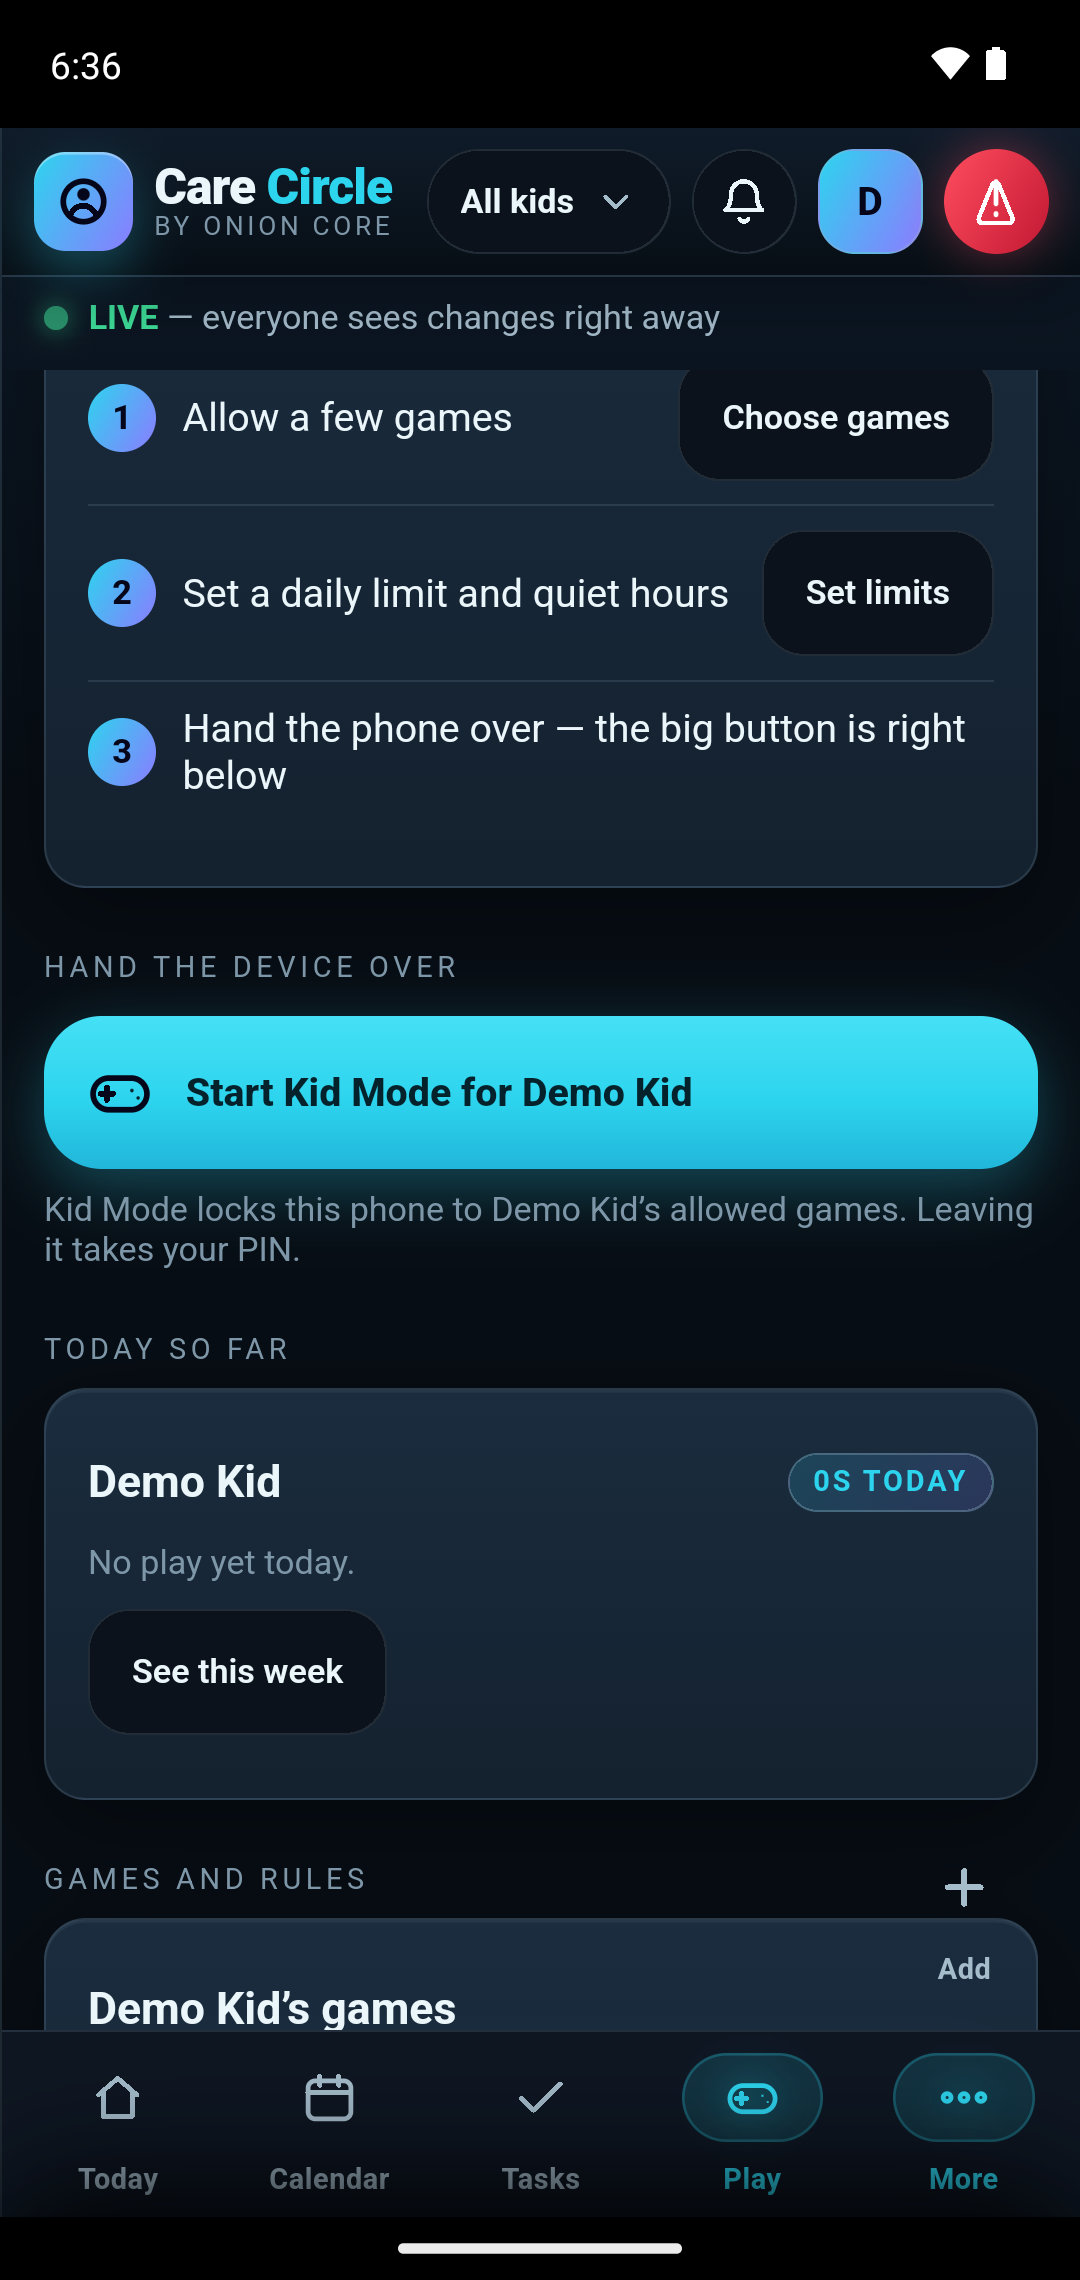 6:36
Care Circle
BY ONION CORE
All kids
D
LIVE — everyone sees changes right away
1 Allow a few games
Choose games
2 Set a daily limit and quiet hours
Set limits
3 Hand the phone over — the big button is right
below
HAND THE DEVICE OVER
Start Kid Mode for Demo Kid
Kid Mode locks this phone to Demo Kid’s allowed games. Leaving
it takes your PIN.
TODAY SO FAR
Demo Kid
0S TODAY
No play yet today.
See this week
GAMES AND RULES
Add
Demo Kid’s games
Today
Calendar
Tasks
Play
More